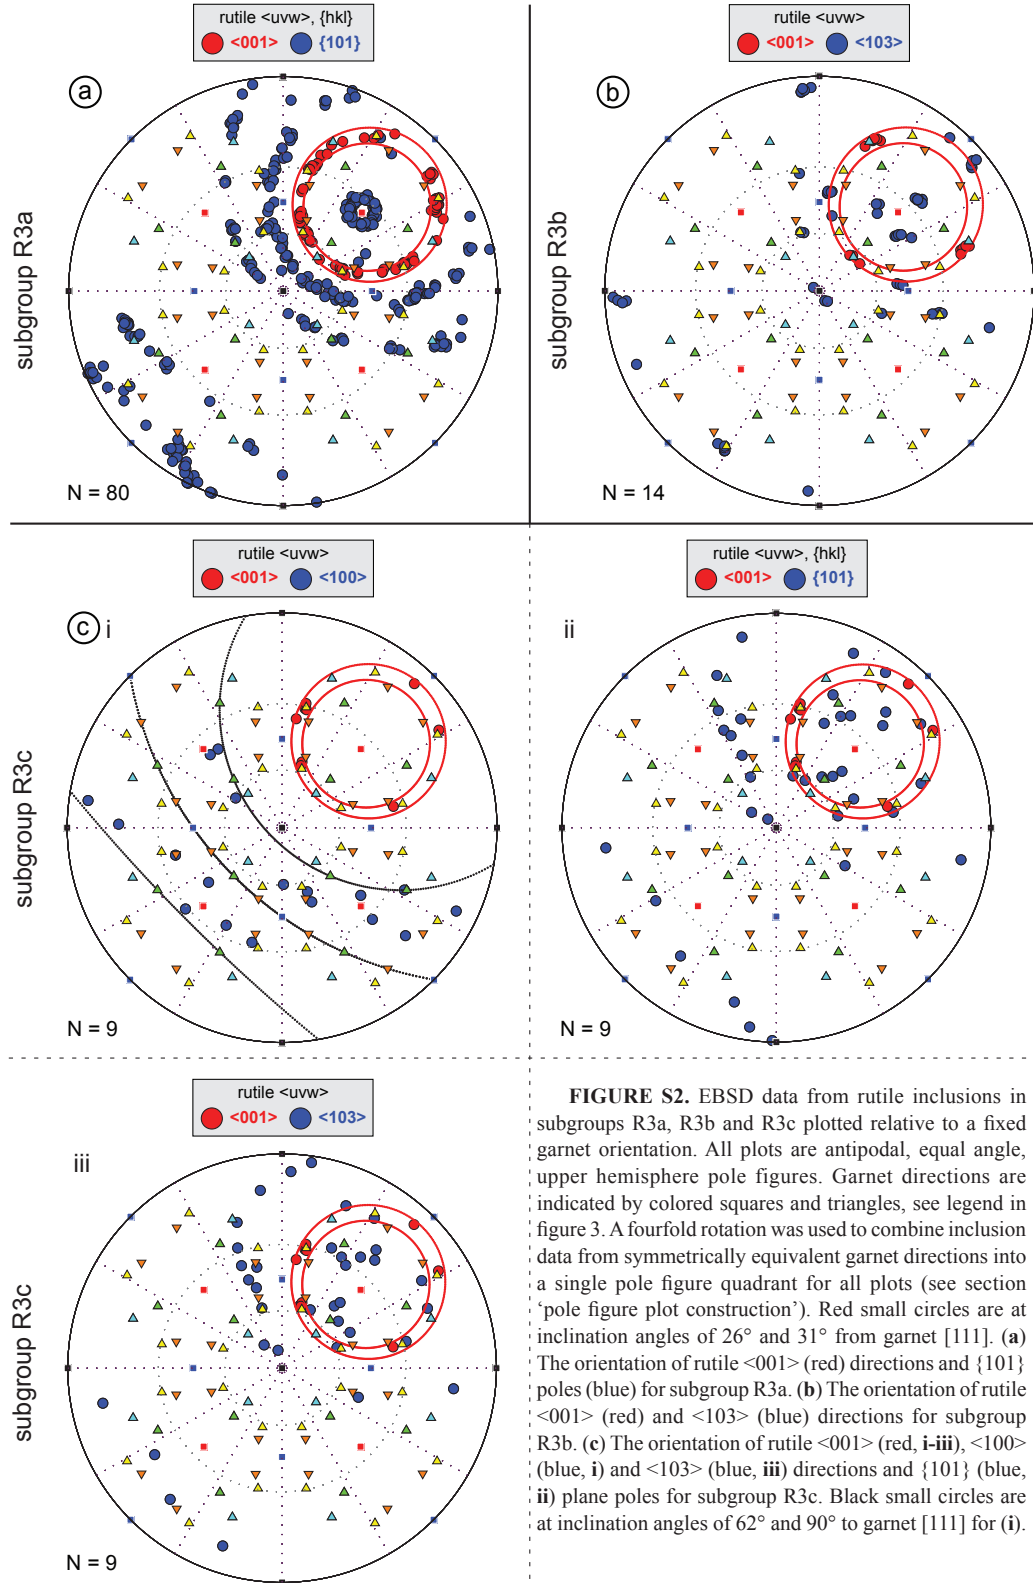 rutile <uvw>, {hkl}
<001> {101}
a
subgroup R3a
N = 80
rutile <uvw>
<001> <103>
b
subgroup R3b
N = 14
rutile <uvw>
<001> <100>
c i
subgroup R3c
N = 9
rutile <uvw>, {hkl}
<001> {101}
ii
N = 9
rutile <uvw>
<001> <103>
iii
subgroup R3c
N = 9
FIGURE S2. EBSD data from rutile inclusions in
subgroups R3a, R3b and R3c plotted relative to a fixed
garnet orientation. All plots are antipodal, equal angle,
upper hemisphere pole figures. Garnet directions are
indicated by colored squares and triangles, see legend in
figure 3. A fourfold rotation was used to combine inclusion
data from symmetrically equivalent garnet directions into
a single pole figure quadrant for all plots (see section
‘pole figure plot construction’). Red small circles are at
inclination angles of 26° and 31° from garnet [111]. (a)
The orientation of rutile <001> (red) directions and {101}
poles (blue) for subgroup R3a. (b) The orientation of rutile
<001> (red) and <103> (blue) directions for subgroup
R3b. (c) The orientation of rutile <001> (red, i-iii), <100>
(blue, i) and <103> (blue, iii) directions and {101} (blue,
ii) plane poles for subgroup R3c. Black small circles are
at inclination angles of 62° and 90° to garnet [111] for (i).